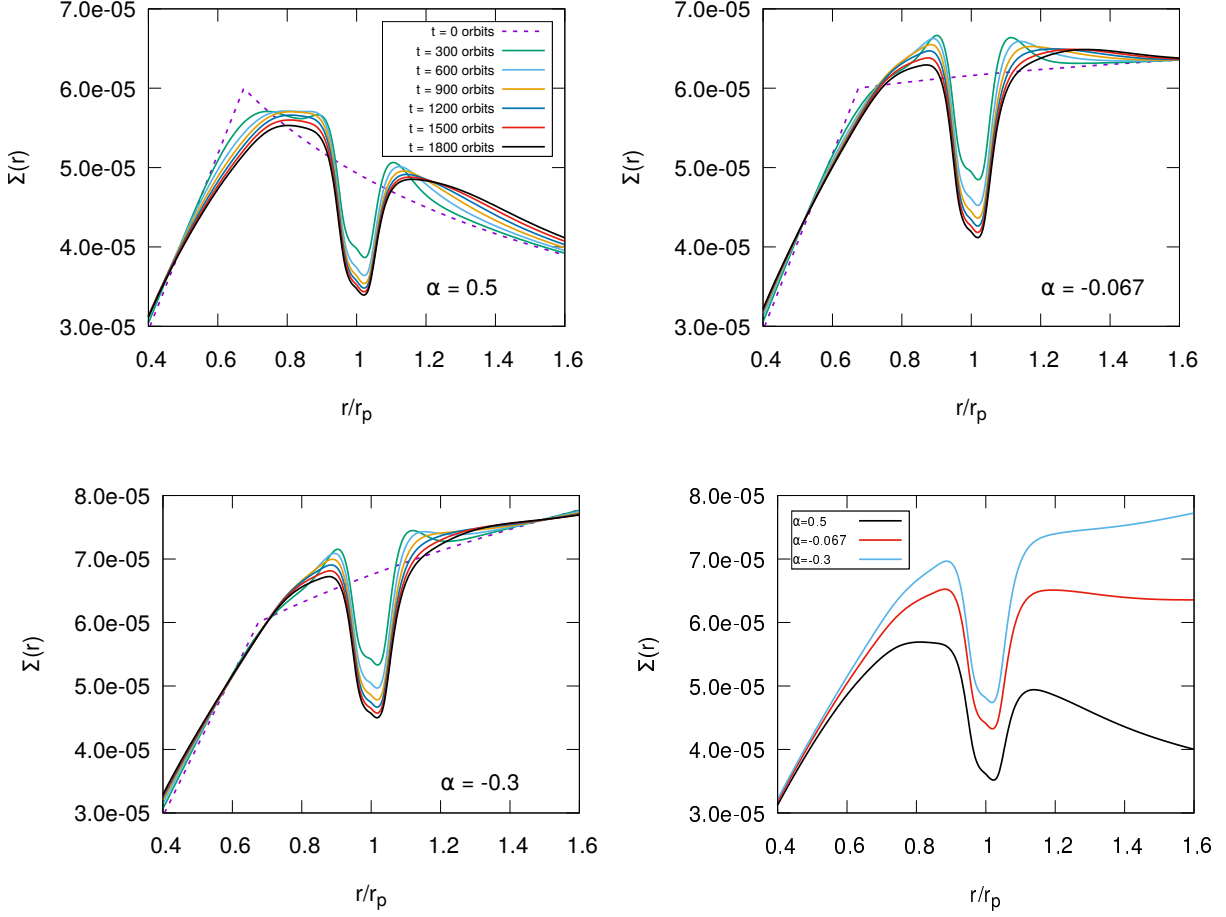 7.0e-05
6.0e-05
5.0e-05
4.0e-05
3.0e-05
Σ(r)
t = 0 orbits
t = 300 orbits
t = 600 orbits
t = 900 orbits
t = 1200 orbits
t = 1500 orbits
t = 1800 orbits
α = 0.5
0.4 0.6 0.8 1 1.2 1.4 1.6
r/rp
7.0e-05
6.0e-05
5.0e-05
4.0e-05
3.0e-05
Σ(r)
α = -0.067
0.4 0.6 0.8 1 1.2 1.4 1.6
r/rp
8.0e-05
7.0e-05
6.0e-05
5.0e-05
4.0e-05
3.0e-05
Σ(r)
α = -0.3
0.4 0.6 0.8 1 1.2 1.4 1.6
r/rp
8.0e-05
7.0e-05
6.0e-05
5.0e-05
4.0e-05
3.0e-05
Σ(r)
α=0.5
α=-0.067
α=-0.3
0.4 0.6 0.8 1 1.2 1.4 1.6
r/rp